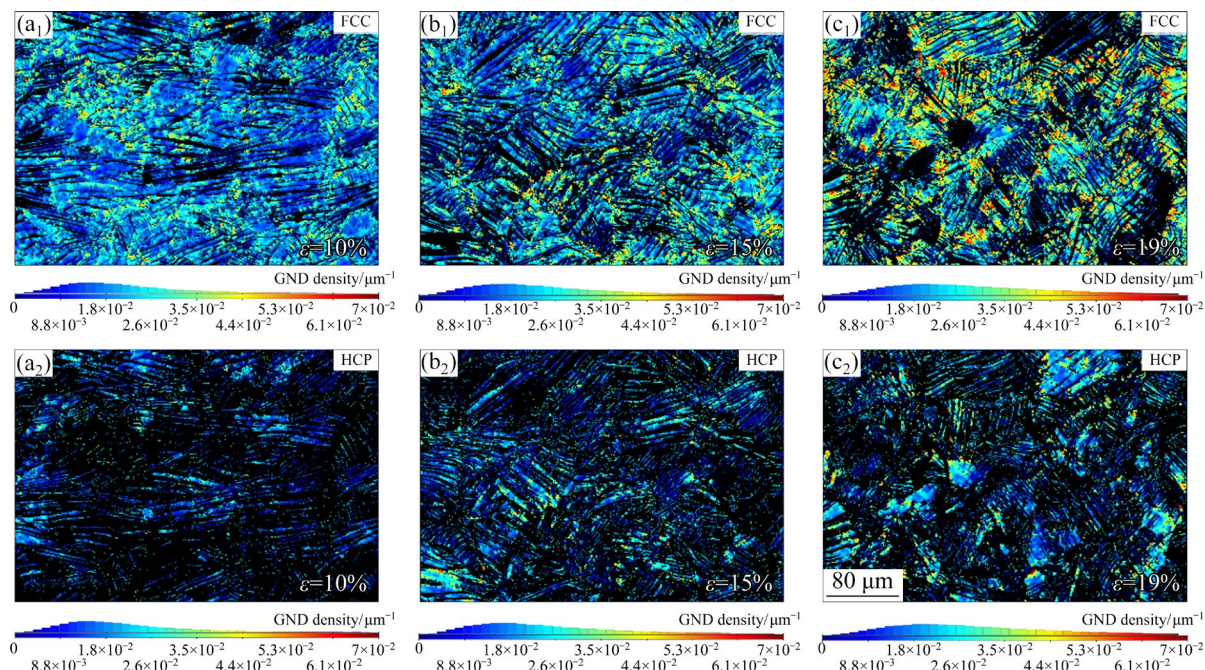 (a₁) FCC (b₁) FCC (c₁) FCC
ε=10% ε=15% ε=19%
GND density/μm⁻¹ GND density/μm⁻¹ GND density/μm⁻¹
0 1.8×10⁻² 3.5×10⁻² 5.3×10⁻² 7×10⁻² 0 1.8×10⁻² 3.5×10⁻² 5.3×10⁻² 7×10⁻² 0 1.8×10⁻² 3.5×10⁻² 5.3×10⁻² 7×10⁻²
8.8×10⁻³ 2.6×10⁻² 4.4×10⁻² 6.1×10⁻² 8.8×10⁻³ 2.6×10⁻² 4.4×10⁻² 6.1×10⁻² 8.8×10⁻³ 2.6×10⁻² 4.4×10⁻² 6.1×10⁻²
(a₂) HCP (b₂) HCP (c₂) HCP
ε=10% ε=15% 80 μm ε=19%
GND density/μm⁻¹ GND density/μm⁻¹ GND density/μm⁻¹
0 1.8×10⁻² 3.5×10⁻² 5.3×10⁻² 7×10⁻² 0 1.8×10⁻² 3.5×10⁻² 5.3×10⁻² 7×10⁻² 0 1.8×10⁻² 3.5×10⁻² 5.3×10⁻² 7×10⁻²
8.8×10⁻³ 2.6×10⁻² 4.4×10⁻² 6.1×10⁻² 8.8×10⁻³ 2.6×10⁻² 4.4×10⁻² 6.1×10⁻² 8.8×10⁻³ 2.6×10⁻² 4.4×10⁻² 6.1×10⁻²